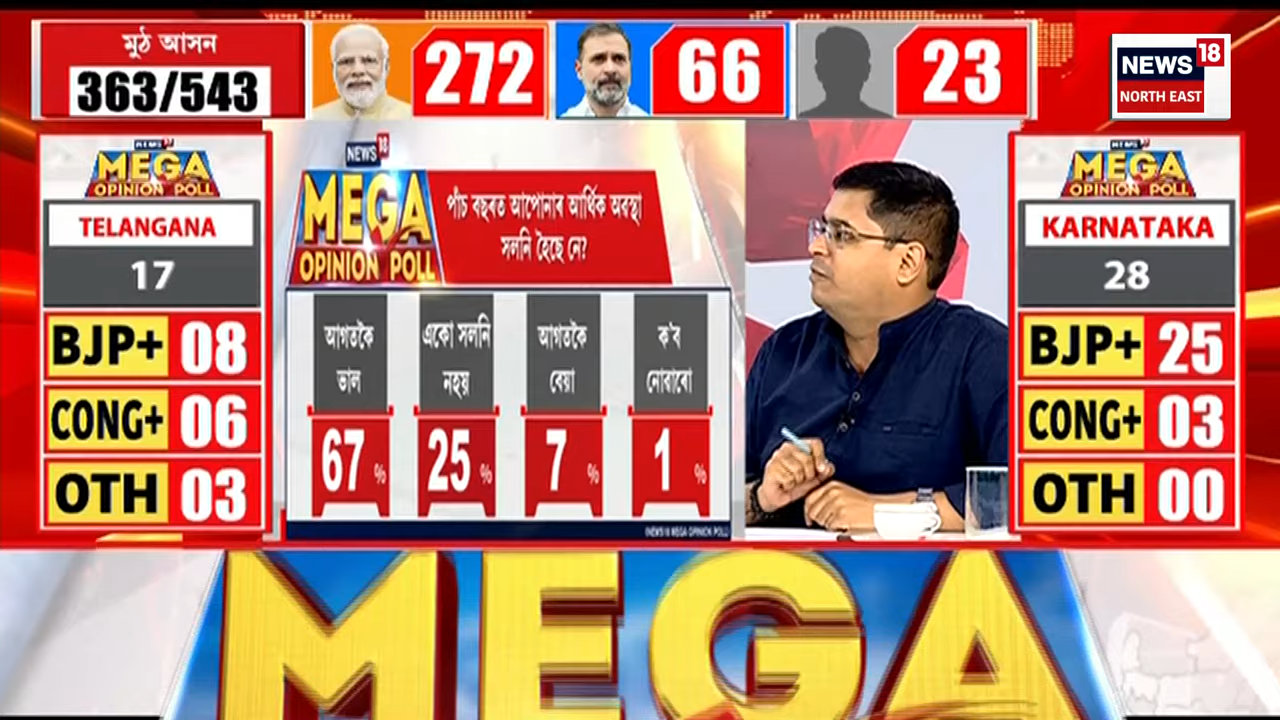 মুঠ আসন
363/543
272
66
23
NEWS 18
NORTH EAST
NEWS 18
MEGA
OPINION POLL
TELANGANA
17
BJP+ 08
CONG+ 06
OTH 03
NEWS 18
MEGA
OPINION POLL
পাঁচ বছৰত আপোনাৰ আৰ্থিক অৱস্থা
সলনি হৈছে নে?
আগতকৈ
ভাল
67 %
একো সলনি
নহয়
25 %
আগতকৈ
বেয়া
7 %
ক'ব
নোৱাৰো
1 %
(NEWS18 MEGA OPINION POLL)
NEWS 18
MEGA
OPINION POLL
KARNATAKA
28
BJP+ 25
CONG+ 03
OTH 00
MEGA